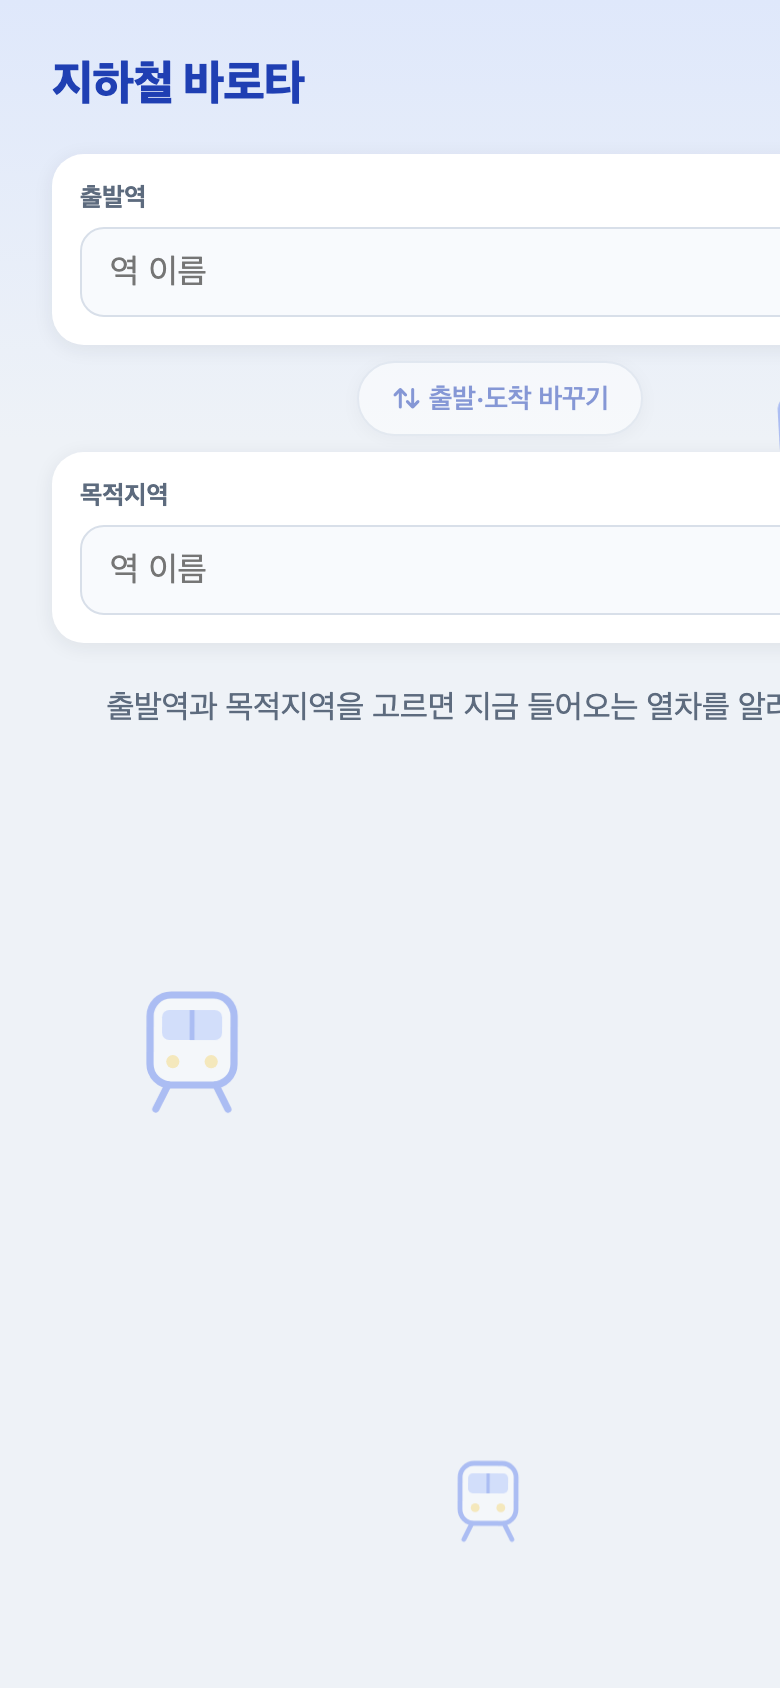 지하철 바로타
출발역
역 이름
출발·도착 바꾸기
목적지역
역 이름
출발역과 목적지역을 고르면 지금 들어오는 열차를